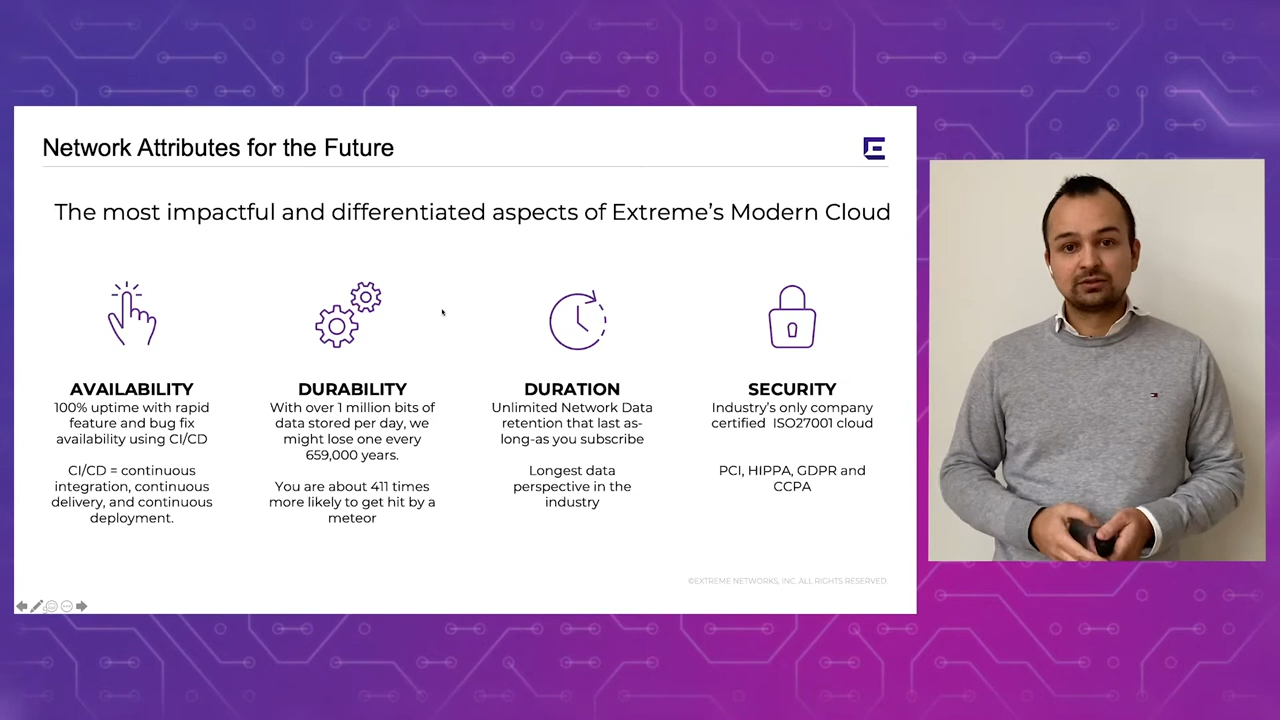 Network Attributes for the Future
The most impactful and differentiated aspects of Extreme's Modern Cloud
AVAILABILITY
100% uptime with rapid
feature and bug fix
availability using CI/CD
CI/CD = continuous
integration, continuous
delivery, and continuous
deployment.
DURABILITY
With over 1 million bits of
data stored per day, we
might lose one every
659,000 years.
You are about 411 times
more likely to get hit by a
meteor
DURATION
Unlimited Network Data
retention that last as-
long-as you subscribe
Longest data
perspective in the
industry
SECURITY
Industry's only company
certified ISO27001 cloud
PCI, HIPPA, GDPR and
CCPA
©EXTREME NETWORKS, INC. ALL RIGHTS RESERVED.